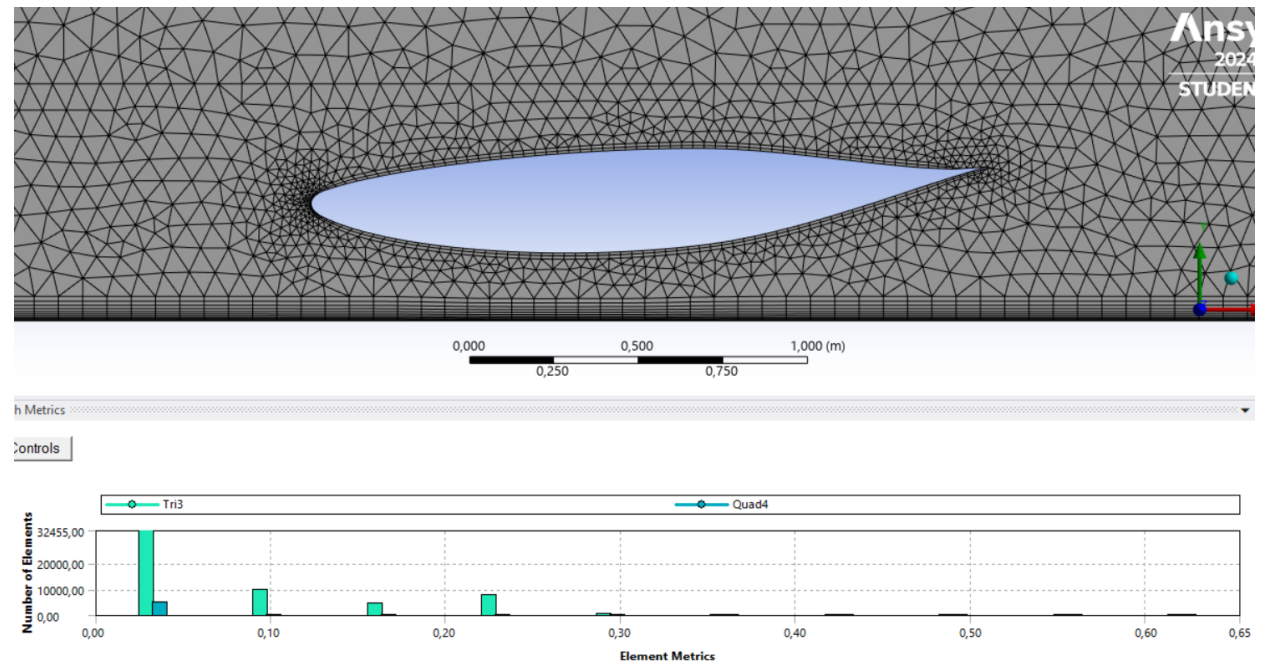 Ansy
2024
STUDEN
Y
0,000 0,500 1,000 (m)
0,250 0,750
h Metrics
Controls
Tri3 Quad4
Number of Elements
32455,00
20000,00
10000,00
0,00
0,00 0,10 0,20 0,30 0,40 0,50 0,60 0,65
Element Metrics